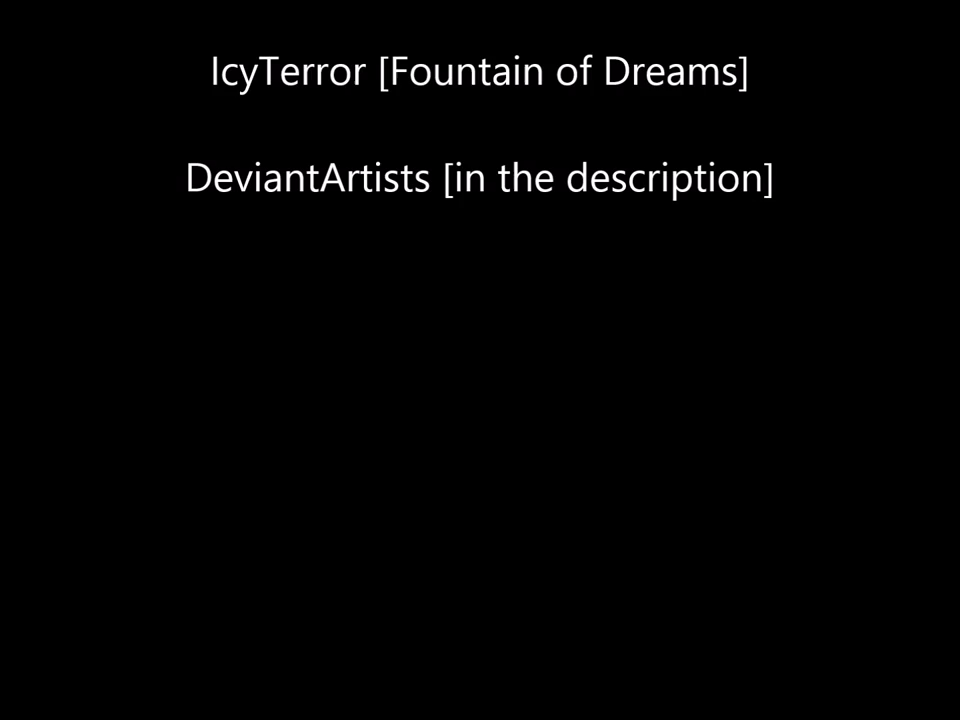 IcyTerror [Fountain of Dreams]
DeviantArtists [in the description]